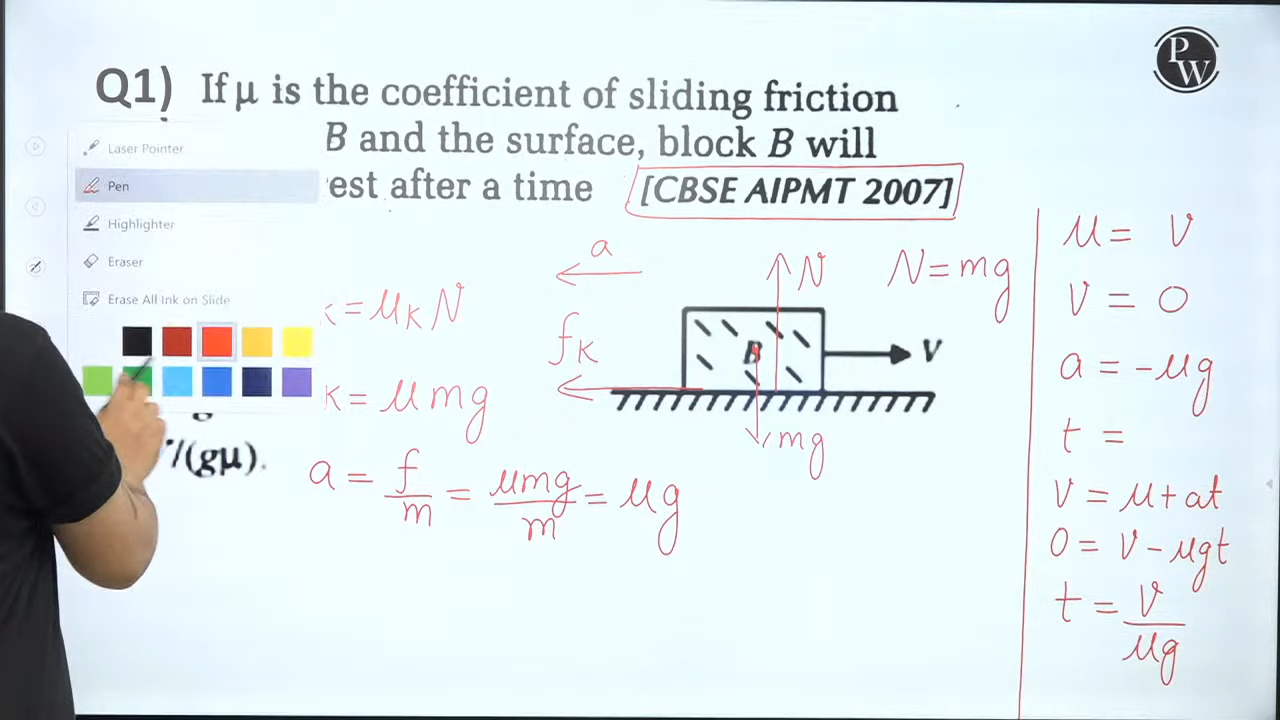 PW
Q1) If μ is the coefficient of sliding friction
B and the surface, block B will
est after a time [CBSE AIPMT 2007]
Laser Pointer
Pen
Highlighter
Eraser
Erase All Ink on Slide
a
N N=mg
= μK N
fK
B V
K = μ mg
mg
a = f/m = μmg/m = μg
/(gμ).
u = V
V = 0
a = -μg
t =
V = u + at
0 = V - μgt
t = V/μg